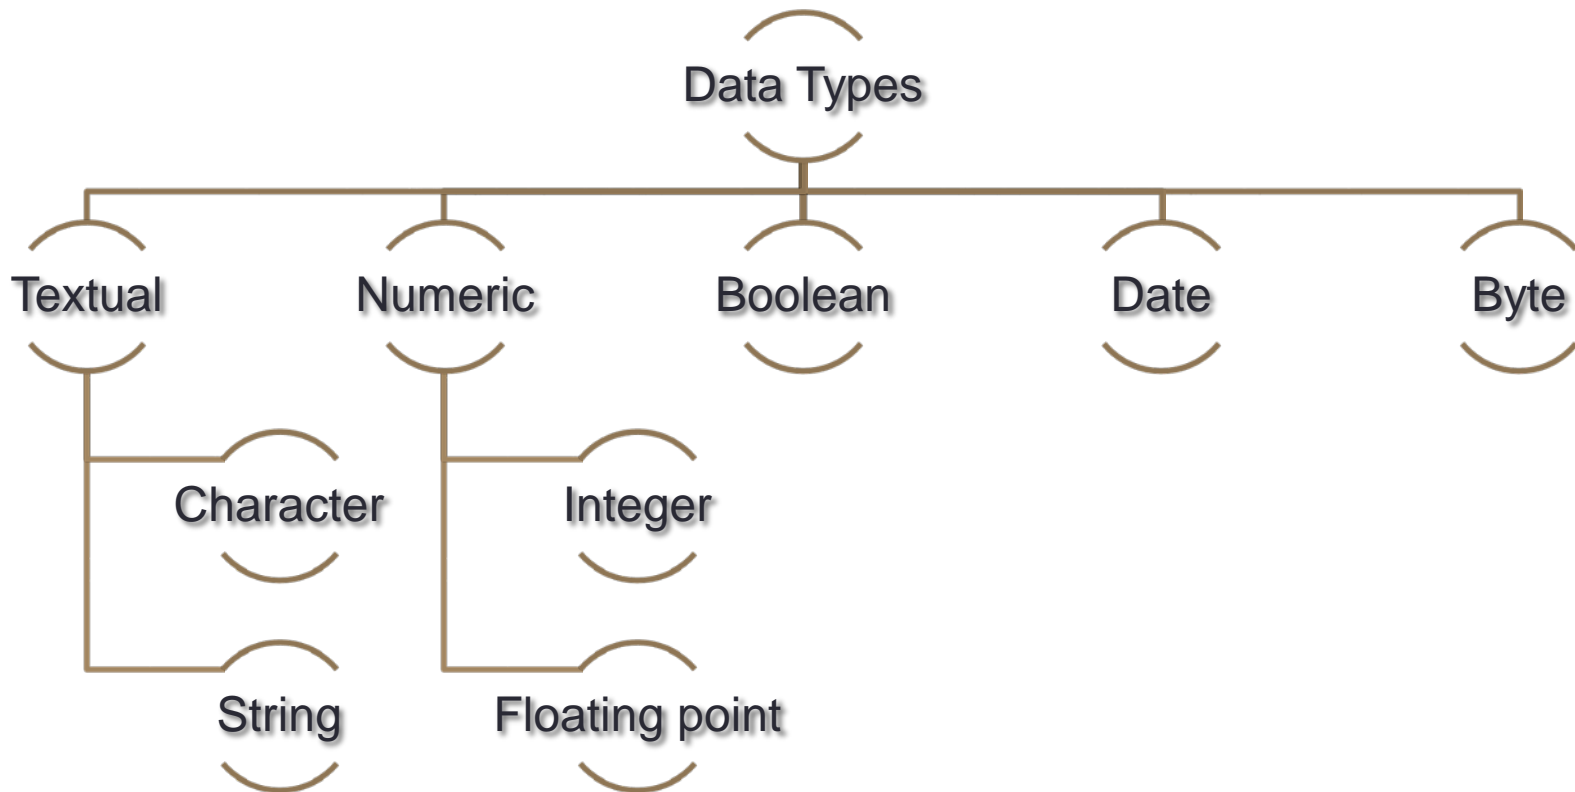 Data Types
Textual
Numeric
Boolean
Date
Byte
Character
Integer
String
Floating point